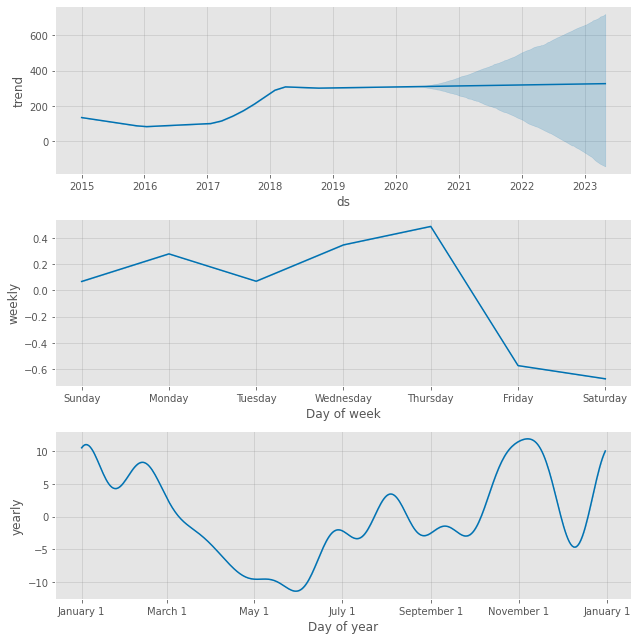 600
400
200
0
trend
2015 2016 2017 2018 2019 2020 2021 2022 2023
ds
0.4
0.2
0.0
−0.2
−0.4
−0.6
weekly
Sunday Monday Tuesday Wednesday Thursday Friday Saturday
Day of week
10
5
0
−5
−10
yearly
January 1 March 1 May 1 July 1 September 1 November 1 January 1
Day of year